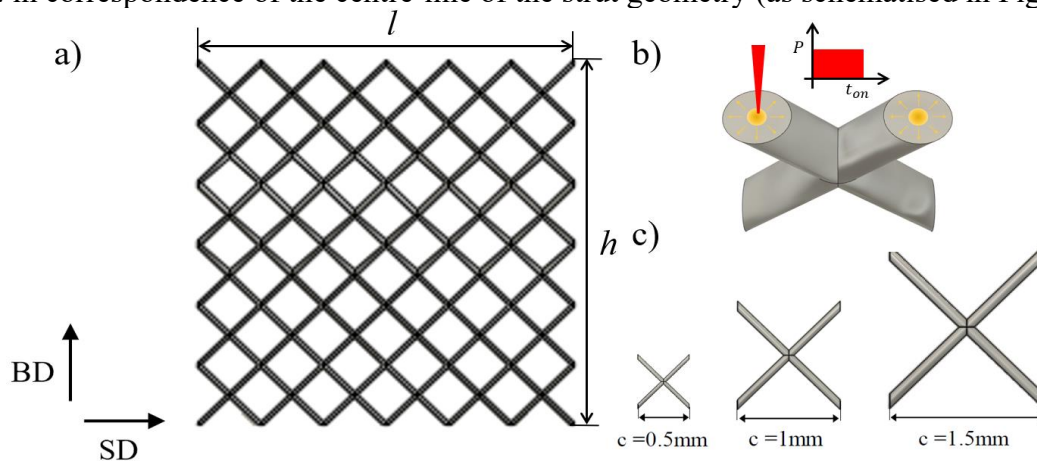 in correspondence of the centre-line of the strut geometry (as schematised in Fig
a)
l
h
BD
SD
b)
P
t_on
c)
c =0.5mm
c =1mm
c =1.5mm